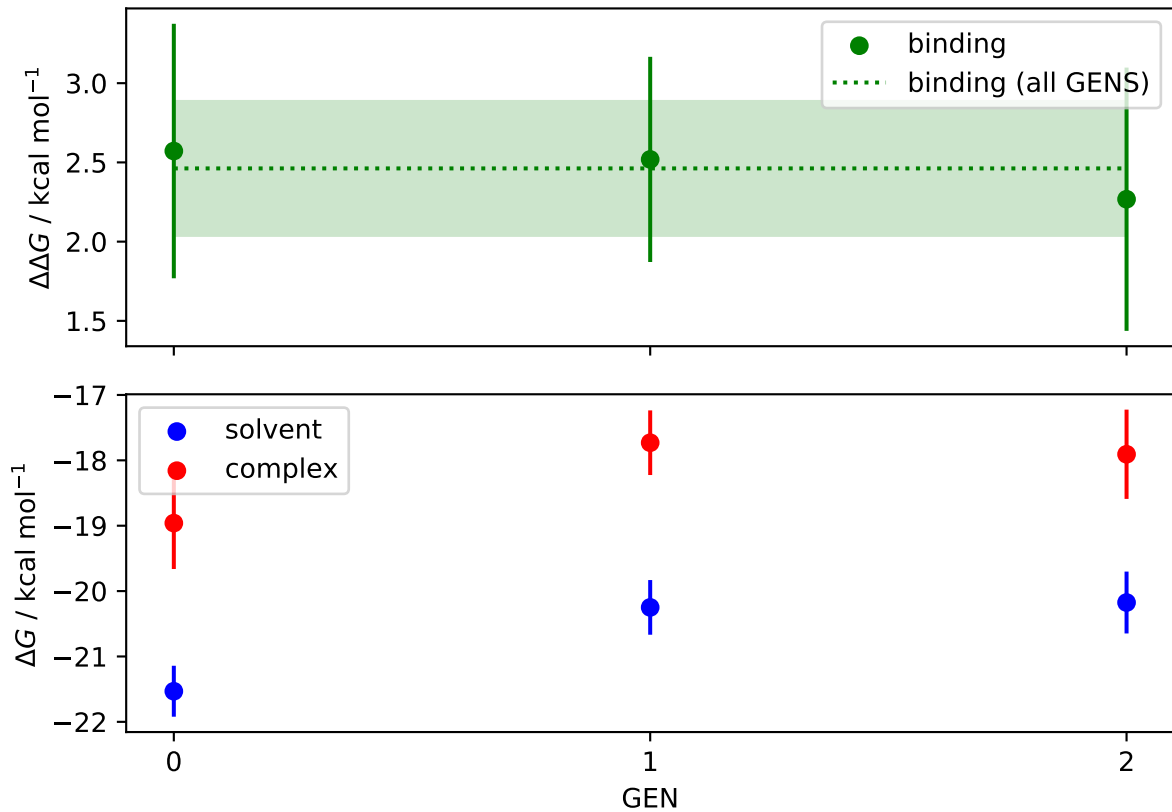 ΔΔG / kcal mol⁻¹
3.0
2.5
2.0
1.5
binding
binding (all GENS)
ΔG / kcal mol⁻¹
−17
−18
−19
−20
−21
−22
solvent
complex
0 1 2
GEN